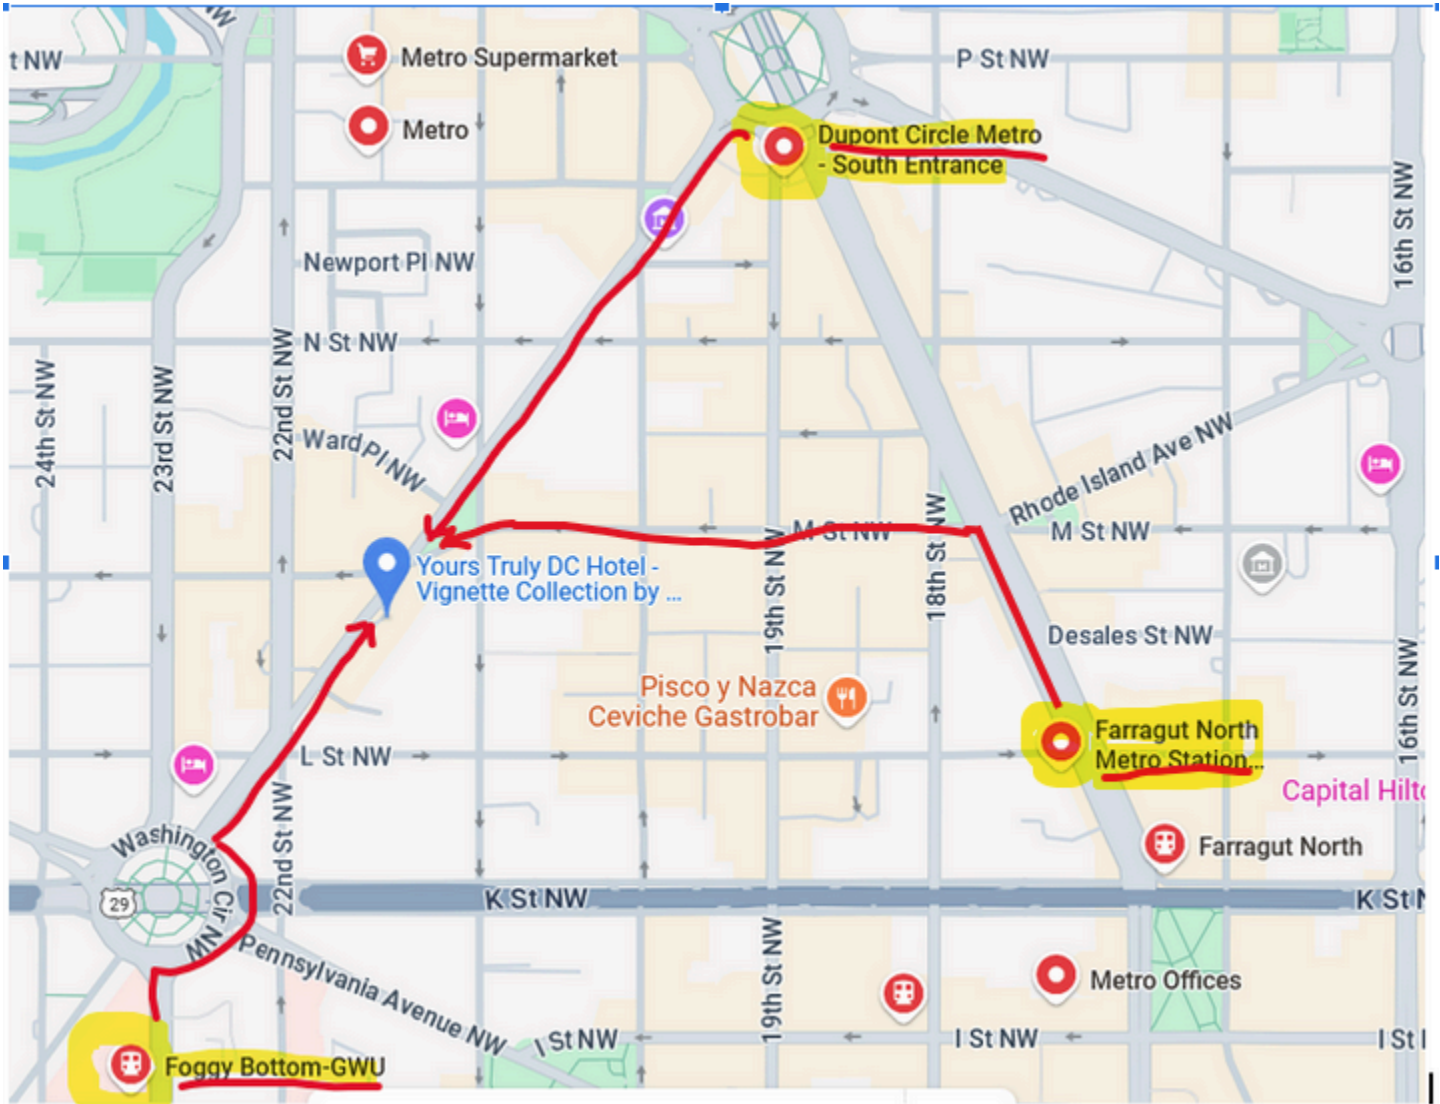 NW
t NW
Metro Supermarket
P St NW
Metro
Dupont Circle Metro
- South Entrance
16th St NW
Newport Pl NW
N St NW
24th St NW
23rd St NW
22nd St NW
Ward Pl NW
Rhode Island Ave NW
M St NW
M St NW
18th St NW
19th St NW
Yours Truly DC Hotel -
Vignette Collection by ...
Desales St NW
16th St NW
Pisco y Nazca
Ceviche Gastrobar
Farragut North
Metro Station...
L St NW
Capital Hilt
22nd St NW
Washington Cir NW
Farragut North
29
K St NW
K St N
Pennsylvania Avenue NW
19th St NW
Metro Offices
I St NW
I St NW
I St
Foggy Bottom-GWU